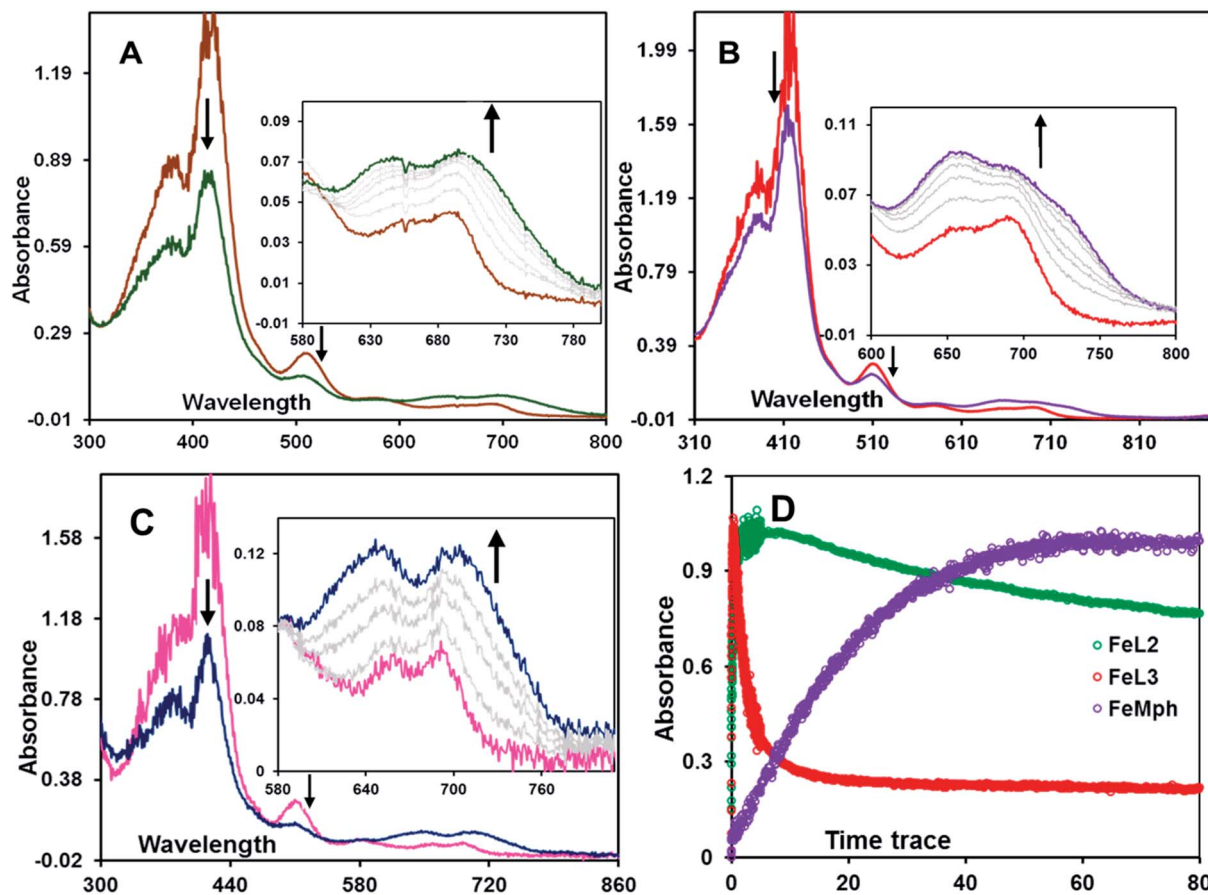 A
Absorbance
1.19
0.89
0.59
0.29
-0.01
300 400 500 600 700 800
Wavelength
0.09
0.07
0.05
0.03
0.01
-0.01
580 630 680 730 780
B
Absorbance
1.99
1.59
1.19
0.79
0.39
-0.01
310 410 510 610 710 810
Wavelength
0.11
0.07
0.03
-0.01
600 650 700 750 800
C
Absorbance
1.58
1.18
0.78
0.38
-0.02
300 440 580 720 860
Wavelength
0.12
0.08
0.04
0
580 640 700 760
D
Absorbance
1.2
0.9
0.6
0.3
0
0 20 40 60 80
Time trace
FeL2
FeL3
FeMph